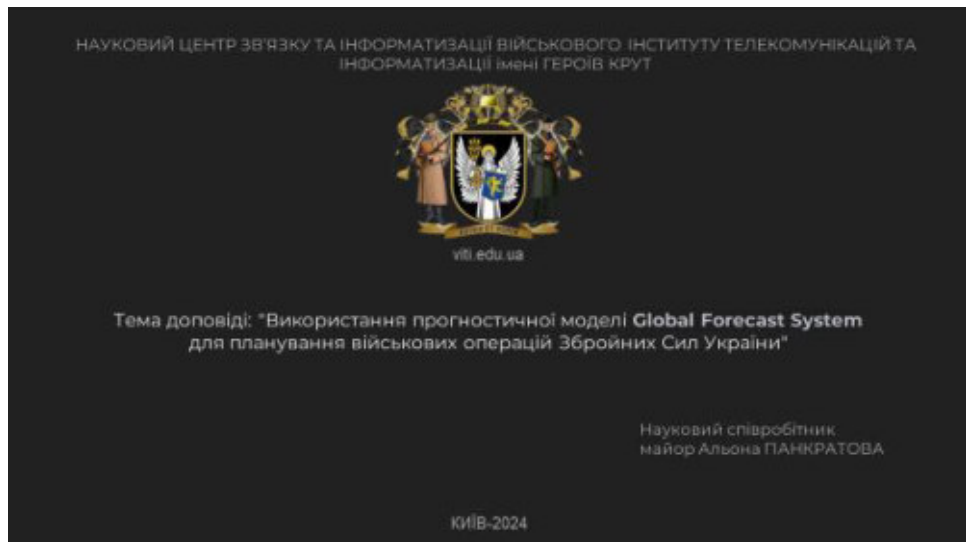 НАУКОВИЙ ЦЕНТР ЗВ'ЯЗКУ ТА ІНФОРМАТИЗАЦІЇ ВІЙСЬКОВОГО ІНСТИТУТУ ТЕЛЕКОМУНІКАЦІЙ ТА
ІНФОРМАТИЗАЦІЇ імені ГЕРОЇВ КРУТ
viti.edu.ua
Тема доповіді: "Використання прогностичної моделі Global Forecast System
для планування військових операцій Збройних Сил України"
Науковий співробітник
майор Альона ПАНКРАТОВА
КИЇВ-2024